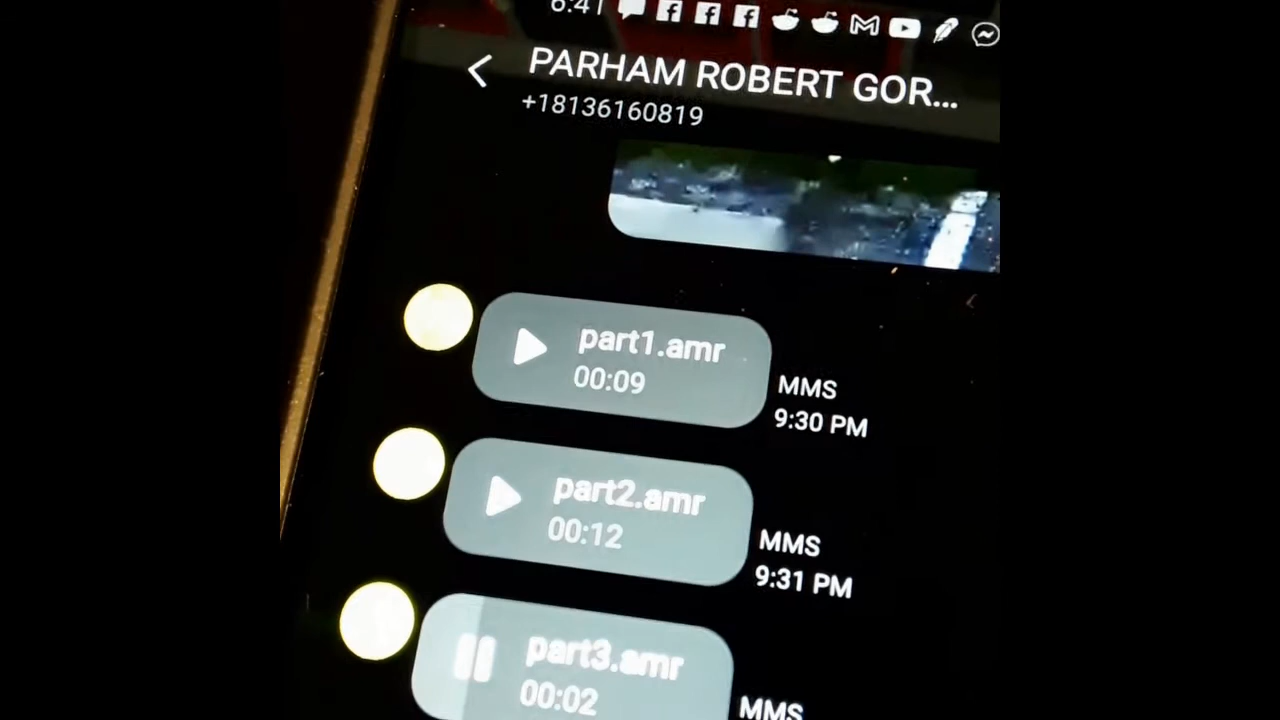 6:41
PARHAM ROBERT GOR...
+18136160819
part1.amr
00:09
MMS
9:30 PM
part2.amr
00:12
MMS
9:31 PM
part3.amr
00:02
MMS